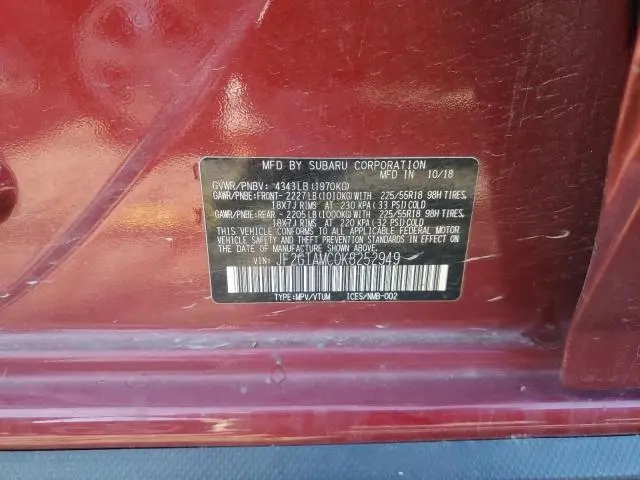 MFD BY SUBARU CORPORATION
MFD IN 10/18
GVWR/PNBV: 4343LB(1970KG)
GAWR/PNBE:FRONT- 2227LB(1010KG)WITH 225/55R18 98H TIRES,
18X7J RIMS AT 230 KPA(33 PSI)COLD
GAWR/PNBE:REAR - 2205LB(1000KG)WITH 225/55R18 98H TIRES,
18X7J RIMS AT 220 KPA(32 PSI)COLD
THIS VEHICLE CONFORMS TO ALL APPLICABLE FEDERAL MOTOR
VEHICLE SAFETY, BUMPER, AND THEFT PREVENTION STANDARDS IN EFFECT ON
THE DATE OF MANUFACTURE SHOWN ABOVE.
VIN: JF2GTAMC0K8252949
TYPE:MPV/VTUM ICES/NMB-002